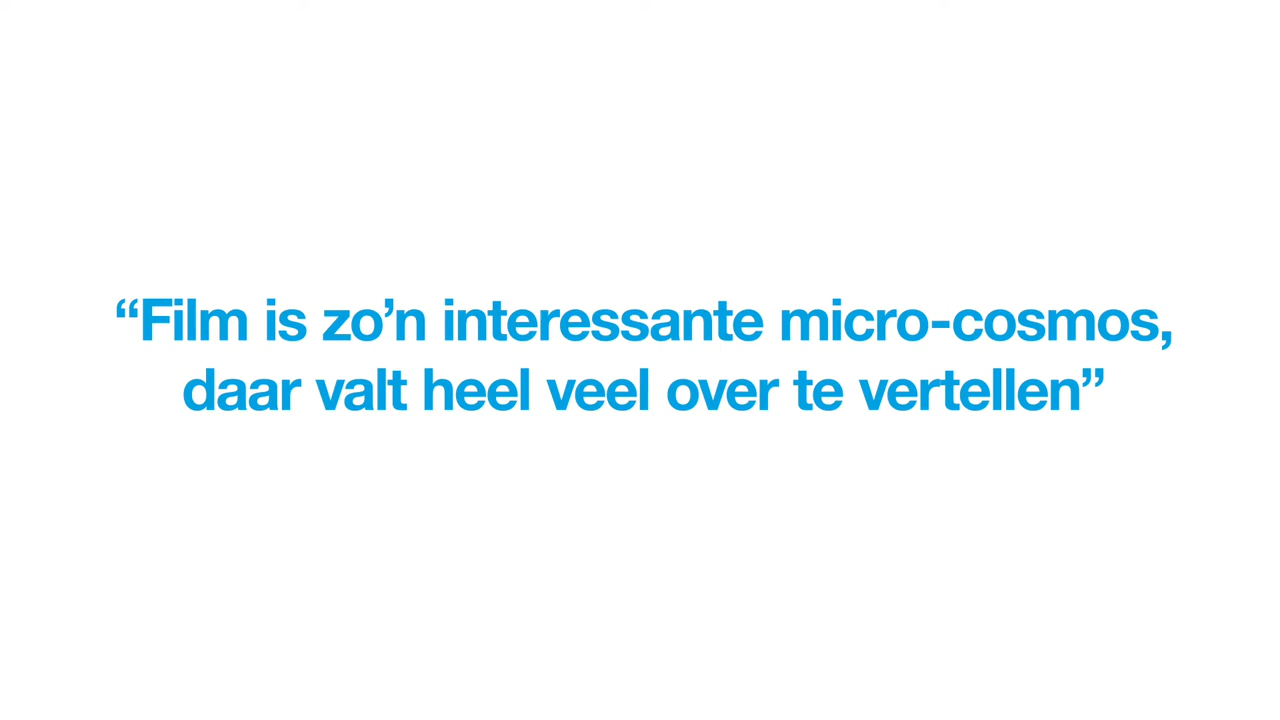 “Film is zo’n interessante micro-cosmos,
daar valt heel veel over te vertellen”